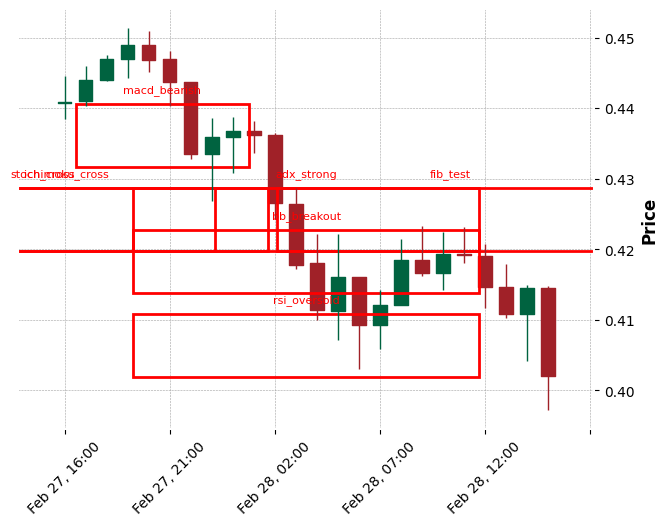 0.45
macd_bearish
0.44
0.43
ichimoku_cross
adx_strong
fib_test
bb_breakout
0.42
Price
rsi_oversold
0.41
0.40
Feb 27, 16:00
Feb 27, 21:00
Feb 28, 02:00
Feb 28, 07:00
Feb 28, 12:00